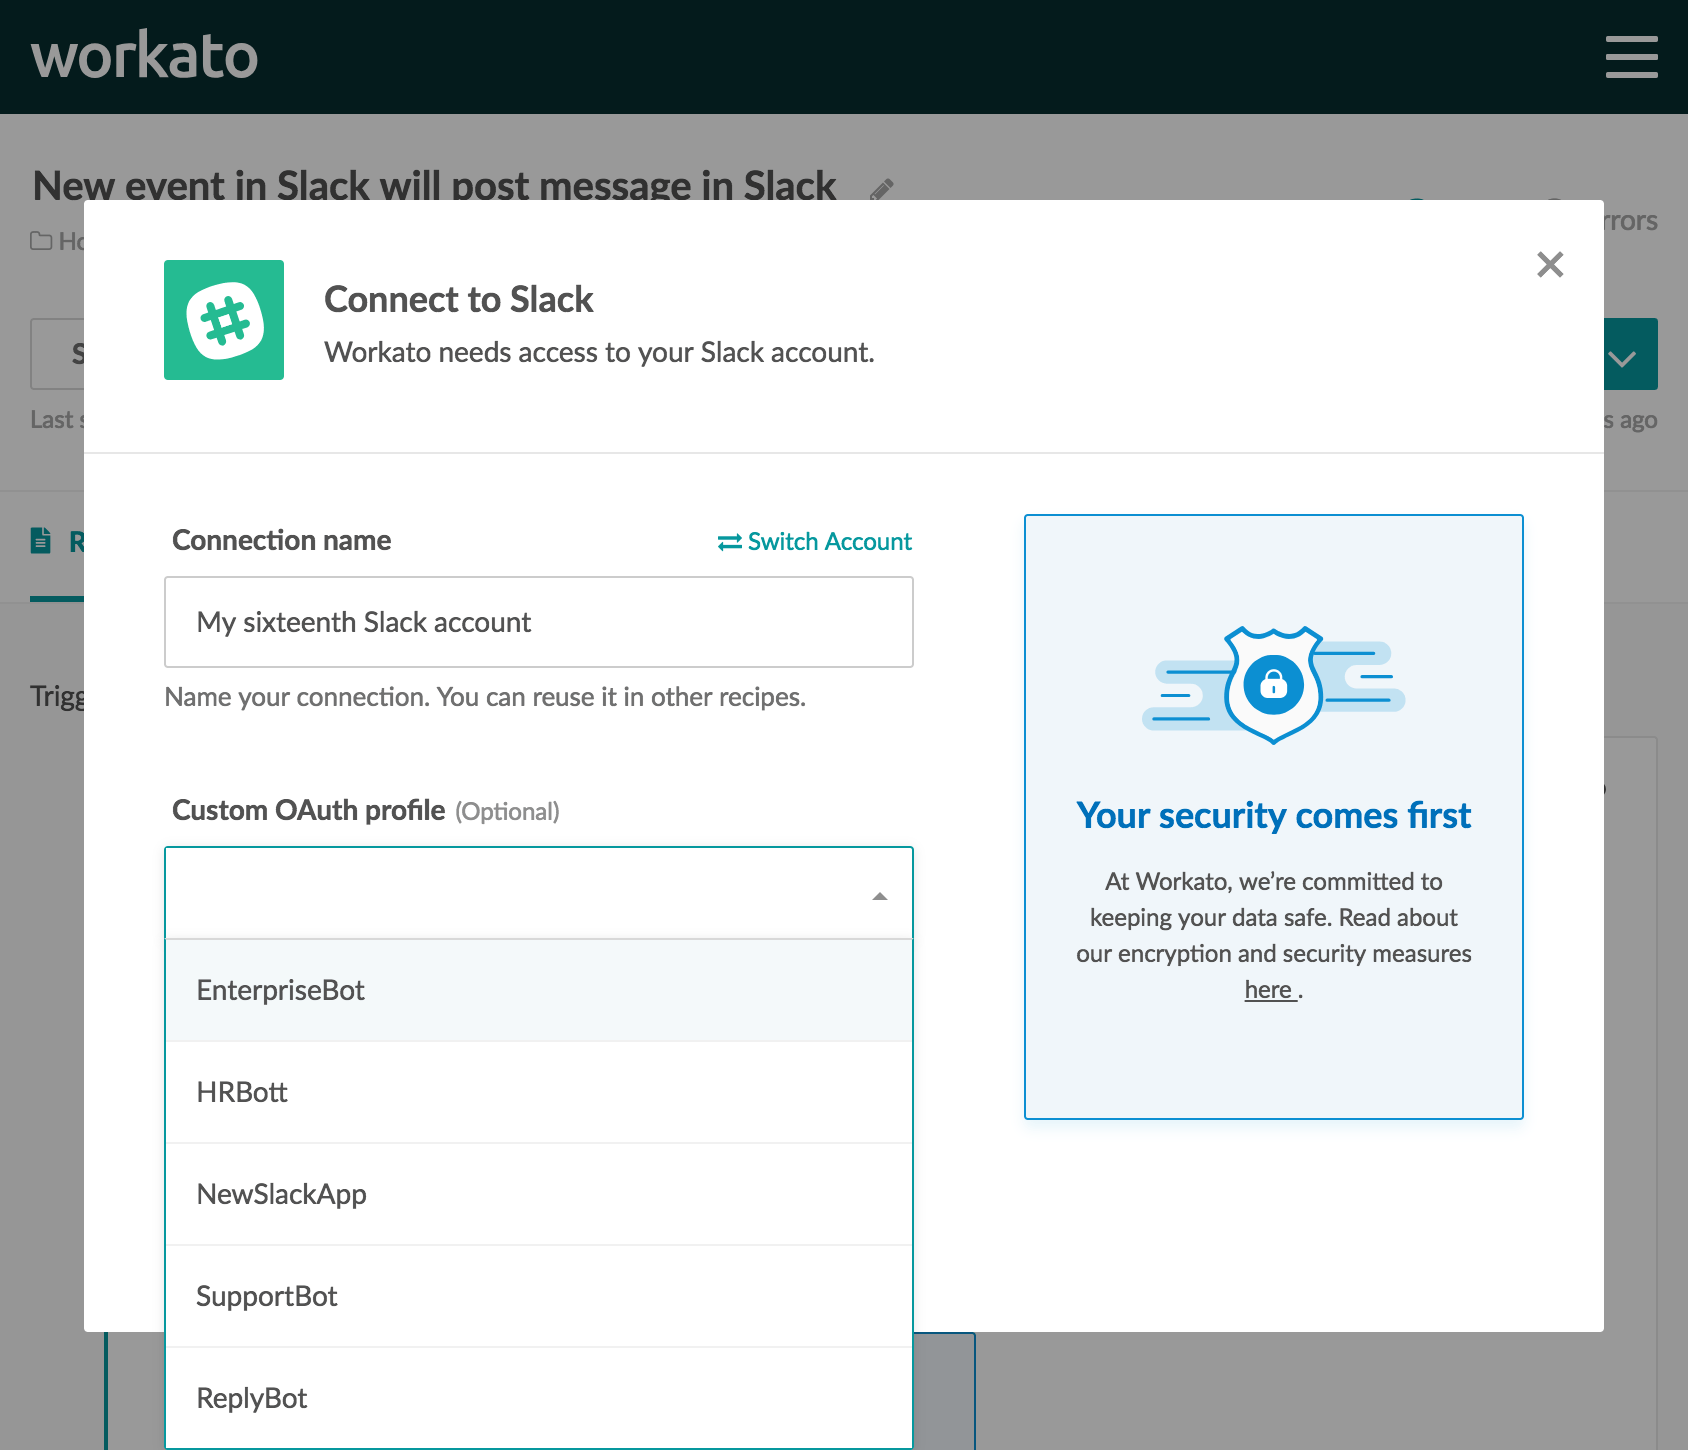 workato
New event in Slack will post message in Slack
Connect to Slack
Workato needs access to your Slack account.
Last
ago
Connection name
Switch Account
My sixteenth Slack account
Name your connection. You can reuse it in other recipes.
Custom OAuth profile (Optional)
EnterpriseBot
HRBott
NewSlackApp
SupportBot
ReplyBot
Your security comes first
At Workato, we're committed to
keeping your data safe. Read about
our encryption and security measures
here .